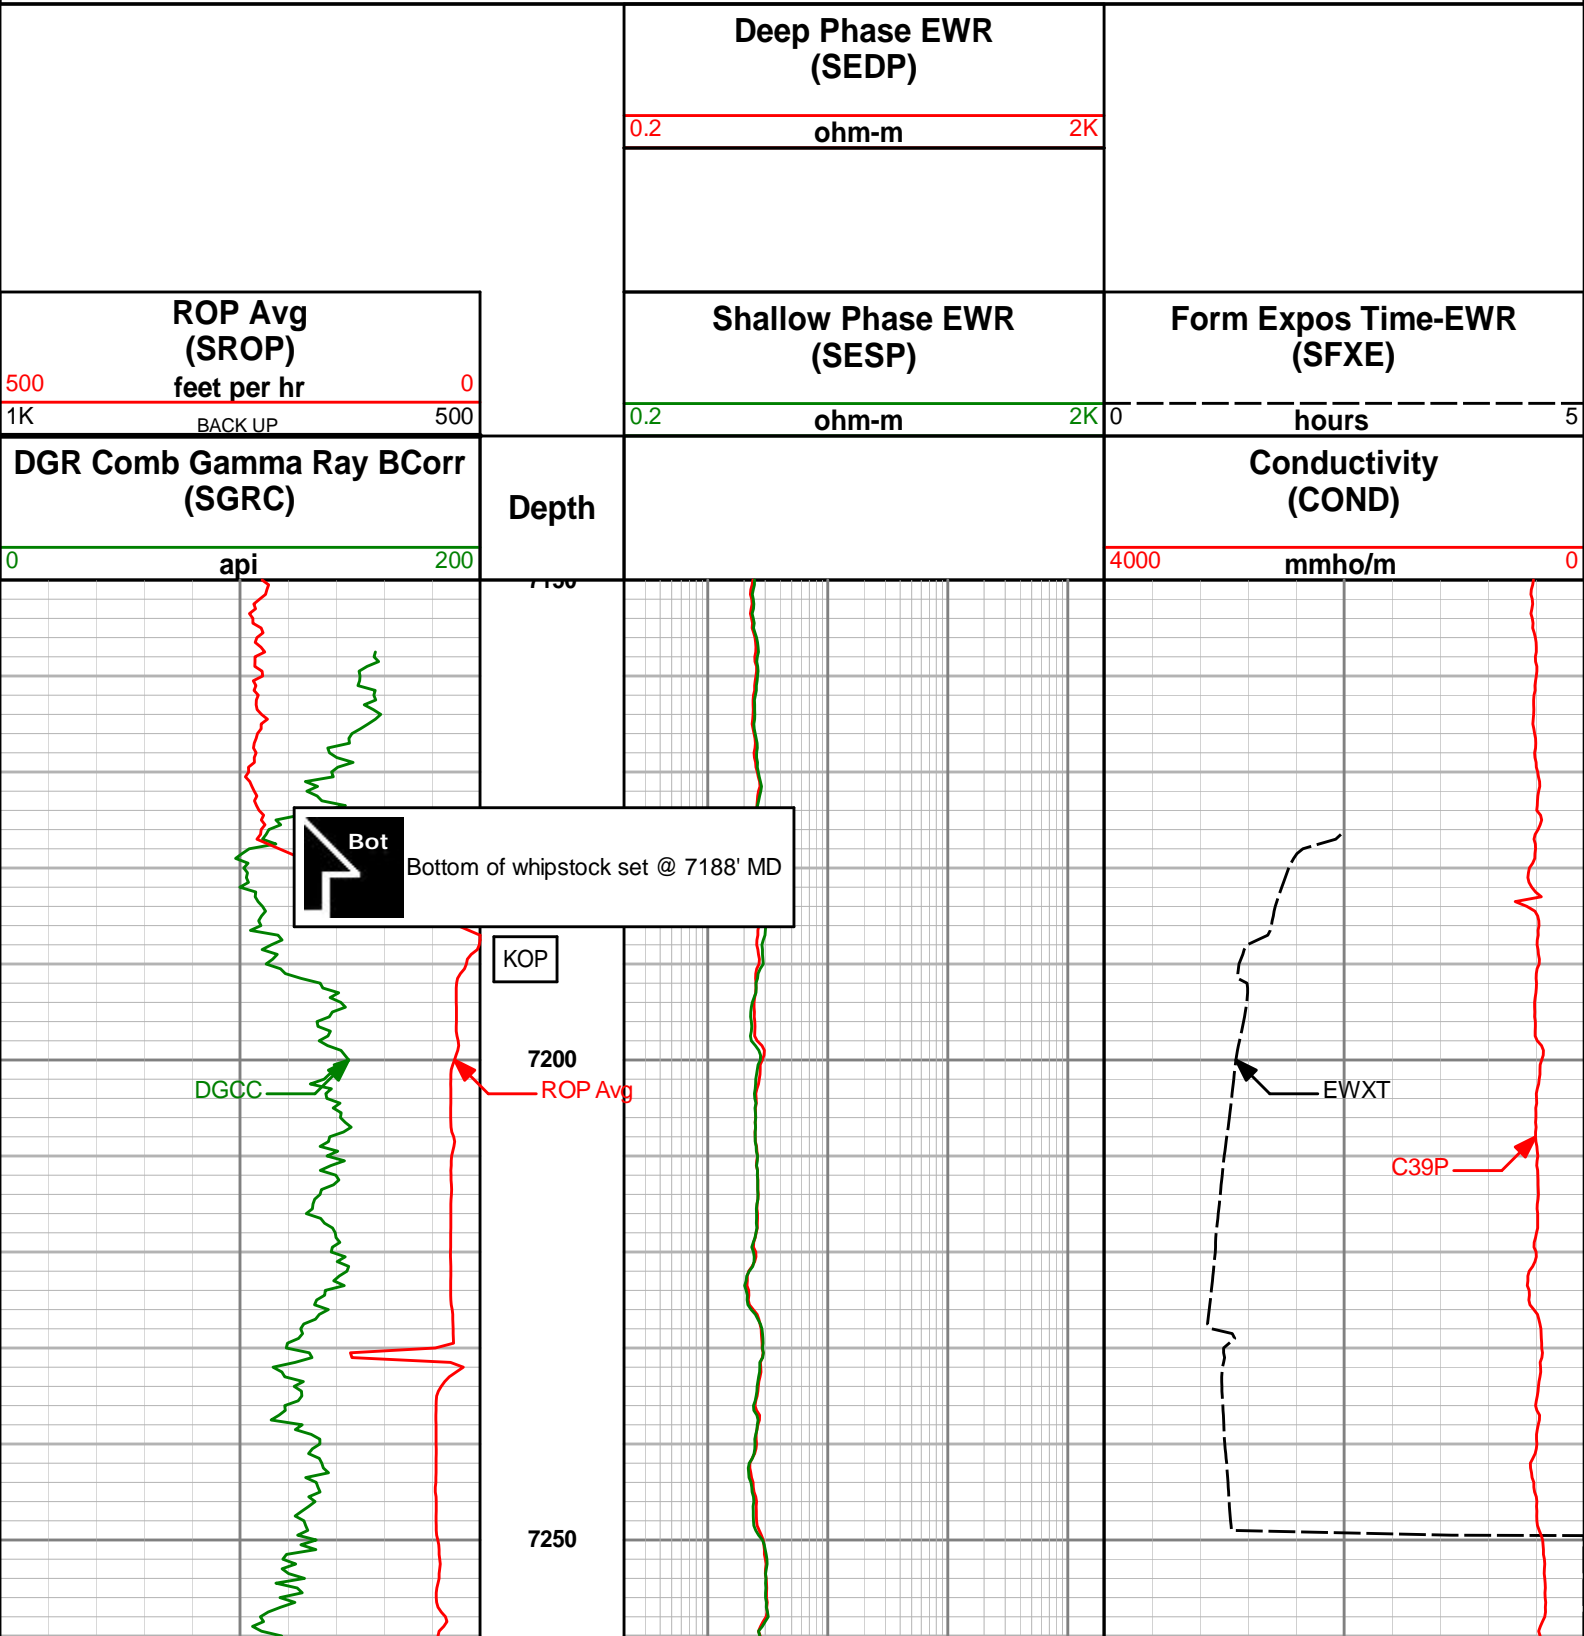 Deep Phase EWR
(SEDP)
0.2 ohm-m 2K
ROP Avg
(SROP)
500 feet per hr 0
1K BACK UP 500
Shallow Phase EWR
(SESP)
0.2 ohm-m 2K
Form Expos Time-EWR
(SFXE)
0 hours 5
DGR Comb Gamma Ray BCorr
(SGRC)
0 api 200
Depth
Conductivity
(COND)
4000 mmho/m 0
7150
Bot
Bottom of whipstock set @ 7188' MD
KOP
7200
DGCC
ROP Avg
EWXT
C39P
7250